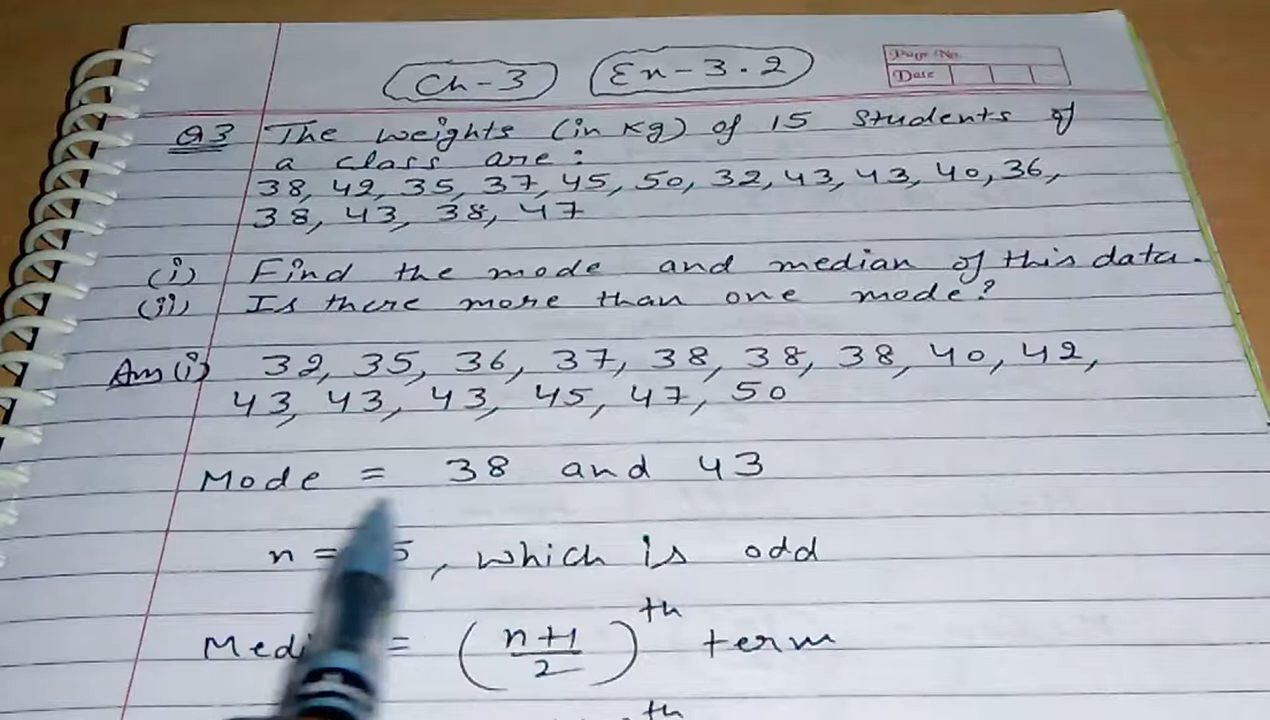 Ch-3 Ex-3.2
Page No.
Date
Q3 The weights (in kg) of 15 students of
a class are:
38, 42, 35, 37, 45, 50, 32, 43, 43, 40, 36,
38, 43, 38, 47
(i) Find the mode and median of this data.
(ii) Is there more than one mode?
Ans(i) 32, 35, 36, 37, 38, 38, 38, 40, 42,
43, 43, 43, 45, 47, 50
Mode = 38 and 43
n = 5, which is odd
Medi = (n+1/2)th term
th